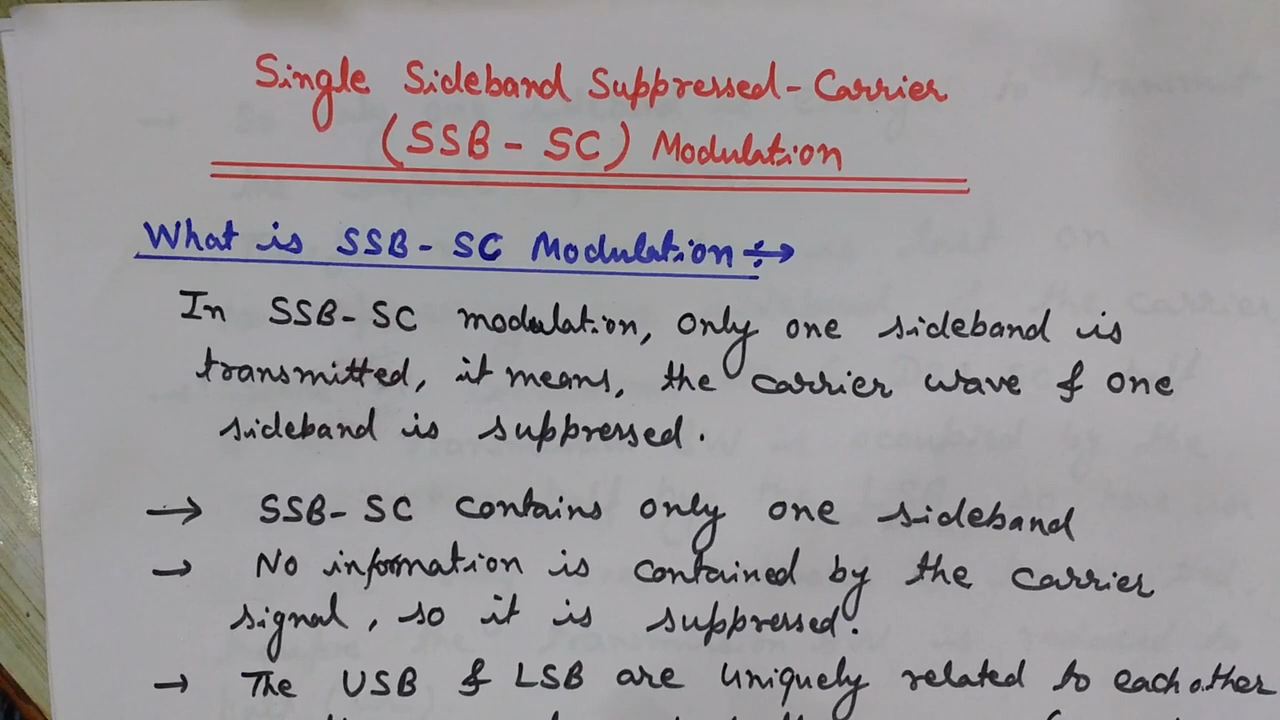 Single Sideband Suppressed-Carrier
(SSB-SC) Modulation
What is SSB-SC Modulation ÷→
In SSB-SC modulation, only one sideband is
transmitted, it means, the carrier wave & one
sideband is suppressed.
→ SSB-SC contains only one sideband
→ No information is contained by the carrier
signal, so it is suppressed.
→ The USB & LSB are uniquely related to each other